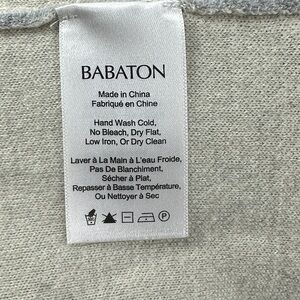 BABATON
Made in China
Fabriqué en Chine
Hand Wash Cold,
No Bleach, Dry Flat,
Low Iron, Or Dry Clean
Laver à La Main à L'eau Froide,
Pas De Blanchiment,
Sécher à Plat,
Repasser à Basse Température,
Ou Nettoyer à Sec
P